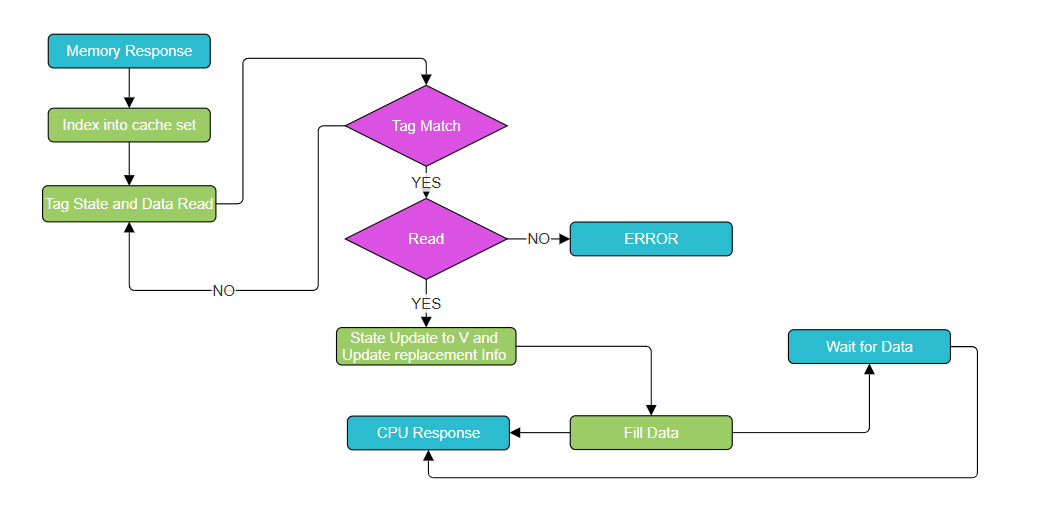 Memory Response
Index into cache set
Tag State and Data Read
Tag Match
YES
Read
NO
ERROR
NO
YES
State Update to V and
Update replacement Info
Wait for Data
CPU Response
Fill Data